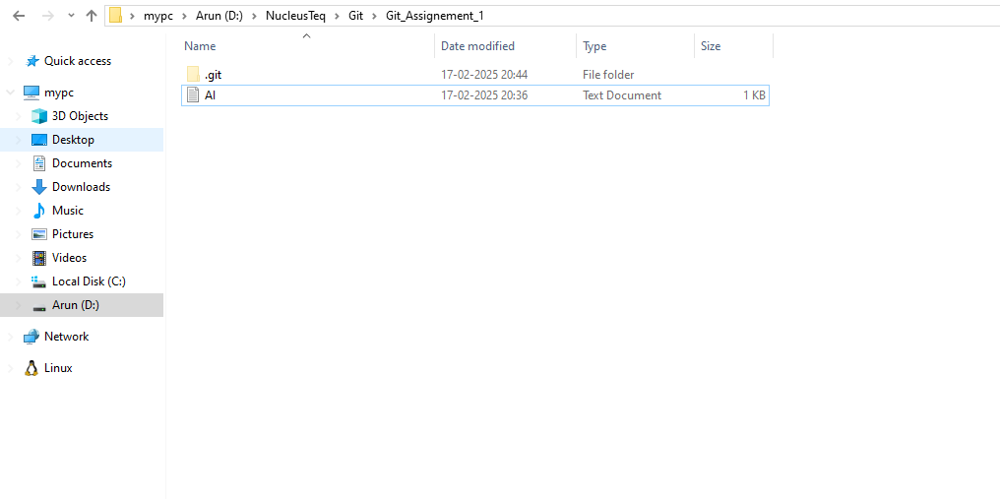 mypc > Arun (D:) > NucleusTeq > Git > Git_Assignement_1
Name Date modified Type Size
Quick access
mypc
3D Objects
Desktop
Documents
Downloads
Music
Pictures
Videos
Local Disk (C:)
Arun (D:)
Network
Linux
.git 17-02-2025 20:44 File folder
AI 17-02-2025 20:36 Text Document 1 KB